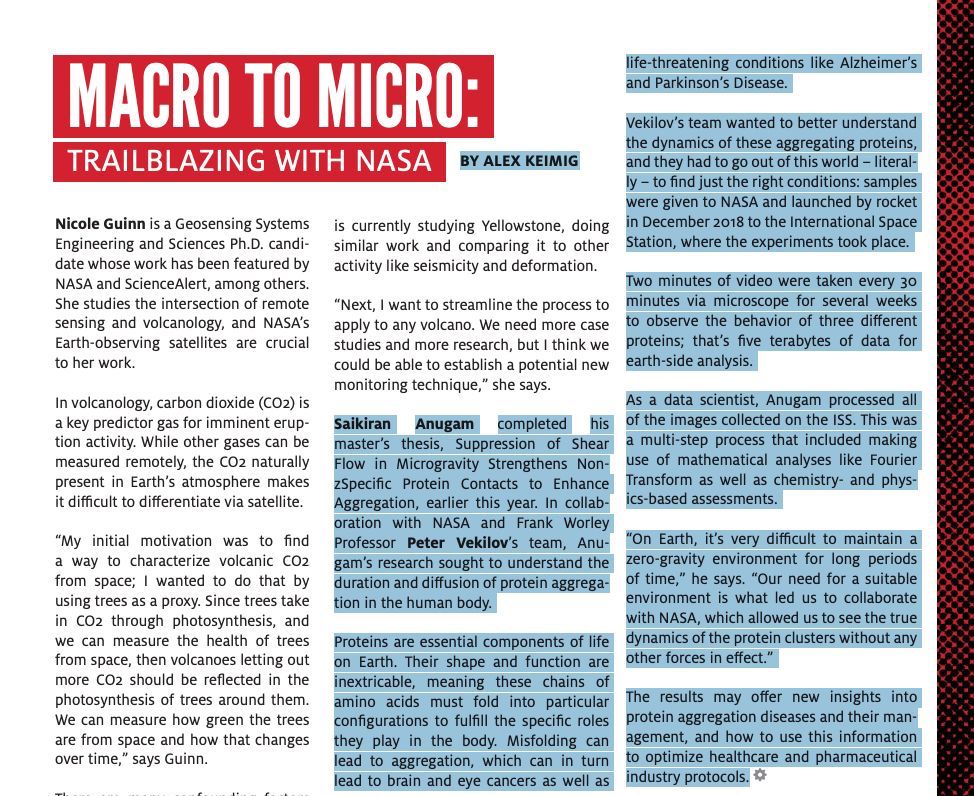 MACRO TO MICRO:
TRAILBLAZING WITH NASA
BY ALEX KEIMIG
Nicole Guinn is a Geosensing Systems
Engineering and Sciences Ph.D. candi-
date whose work has been featured by
NASA and ScienceAlert, among others.
She studies the intersection of remote
sensing and volcanology, and NASA’s
Earth-observing satellites are crucial
to her work.
In volcanology, carbon dioxide (CO2) is
a key predictor gas for imminent erup-
tion activity. While other gases can be
measured remotely, the CO2 naturally
present in Earth’s atmosphere makes
it difficult to differentiate via satellite.
“My initial motivation was to find
a way to characterize volcanic CO2
from space; I wanted to do that by
using trees as a proxy. Since trees take
in CO2 through photosynthesis, and
we can measure the health of trees
from space, then volcanoes letting out
more CO2 should be reflected in the
photosynthesis of trees around them.
We can measure how green the trees
are from space and how that changes
over time,” says Guinn.
There are many confounding factors
is currently studying Yellowstone, doing
similar work and comparing it to other
activity like seismicity and deformation.
“Next, I want to streamline the process to
apply to any volcano. We need more case
studies and more research, but I think we
could be able to establish a potential new
monitoring technique,” she says.
Saikiran Anugam completed his
master’s thesis, Suppression of Shear
Flow in Microgravity Strengthens Non-
zSpecific Protein Contacts to Enhance
Aggregation, earlier this year. In collab-
oration with NASA and Frank Worley
Professor Peter Vekilov’s team, Anu-
gam’s research sought to understand the
duration and diffusion of protein aggrega-
tion in the human body.
Proteins are essential components of life
on Earth. Their shape and function are
inextricable, meaning these chains of
amino acids must fold into particular
configurations to fulfill the specific roles
they play in the body. Misfolding can
lead to aggregation, which can in turn
lead to brain and eye cancers as well as
life-threatening conditions like Alzheimer’s
and Parkinson’s Disease.
Vekilov’s team wanted to better understand
the dynamics of these aggregating proteins,
and they had to go out of this world – literal-
ly – to find just the right conditions: samples
were given to NASA and launched by rocket
in December 2018 to the International Space
Station, where the experiments took place.
Two minutes of video were taken every 30
minutes via microscope for several weeks
to observe the behavior of three different
proteins; that’s five terabytes of data for
earth-side analysis.
As a data scientist, Anugam processed all
of the images collected on the ISS. This was
a multi-step process that included making
use of mathematical analyses like Fourier
Transform as well as chemistry- and phys-
ics-based assessments.
“On Earth, it’s very difficult to maintain a
zero-gravity environment for long periods
of time,” he says. “Our need for a suitable
environment is what led us to collaborate
with NASA, which allowed us to see the true
dynamics of the protein clusters without any
other forces in effect.”
The results may offer new insights into
protein aggregation diseases and their man-
agement, and how to use this information
to optimize healthcare and pharmaceutical
industry protocols.